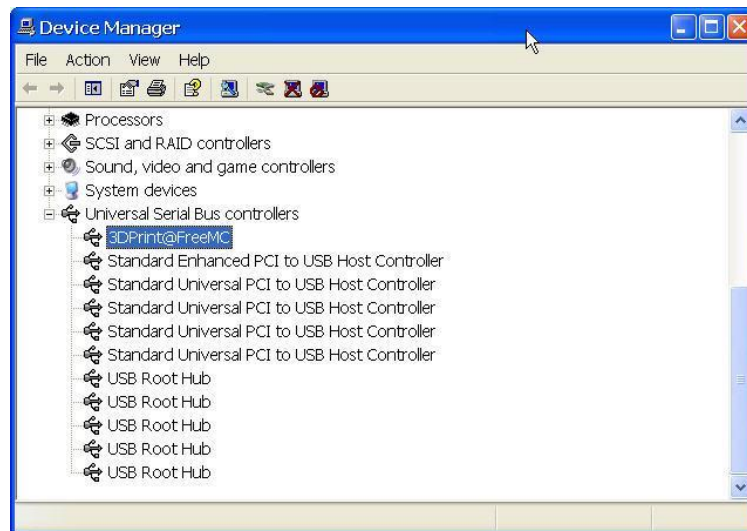 Device Manager
File Action View Help
Processors
SCSI and RAID controllers
Sound, video and game controllers
System devices
Universal Serial Bus controllers
3DPrint@FreeMC
Standard Enhanced PCI to USB Host Controller
Standard Universal PCI to USB Host Controller
Standard Universal PCI to USB Host Controller
Standard Universal PCI to USB Host Controller
Standard Universal PCI to USB Host Controller
USB Root Hub
USB Root Hub
USB Root Hub
USB Root Hub
USB Root Hub